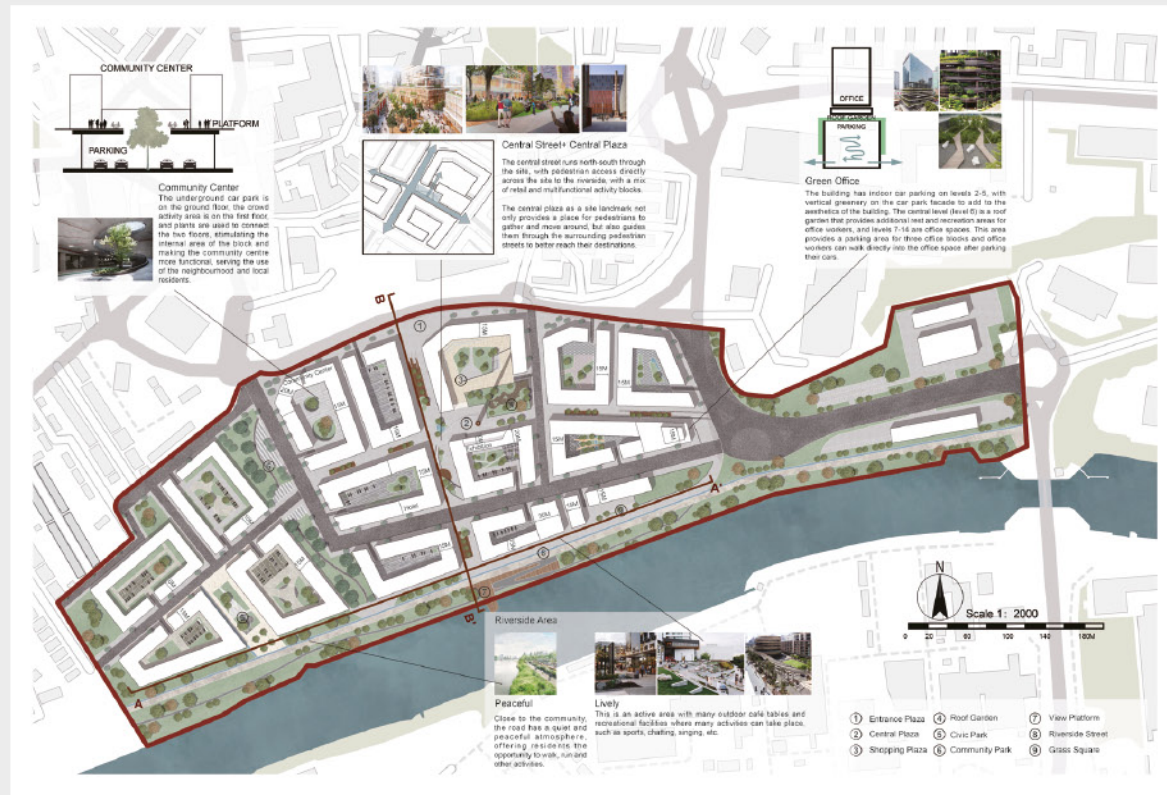 COMMUNITY CENTER
PLATFORM
PARKING
Community Center
The underground car park is
on the ground floor, the crowd
activity area is on the first floor,
and plants are used to connect
the two floors, stimulating the
internal area of the block and
making the community centre
more functional, serving the use
of the neighbourhood and local
residents.
Central Street+ Central Plaza
The central street runs north-south through
the site, with pedestrian access directly
across the site to the riverside, with a mix
of retail and multifunctional activity blocks.
The central plaza as a site landmark not
only provides a place for pedestrians to
gather and move around, but also guides
them through the surrounding pedestrian
streets to better reach their destinations.
OFFICE
ROOF GARDEN
PARKING
Green Office
The building has indoor car parking on levels 2-5, with
vertical greenery on the car park facade to add to the
aesthetics of the building. The central level (level 6) is a roof
garden that provides additional rest and recreation areas for
office workers, and levels 7-14 are office spaces. This area
provides a parking area for three office blocks and office
workers can walk directly into the office space after parking
their cars.
B
1
15M
3
Community Center
2
15M
15M
A'
6
7
B'
A
Riverside Area
Peaceful
Close to the community,
the road has a quiet and
peaceful atmosphere,
offering residents the
opportunity to walk, run and
other activities.
Lively
This is an active area with many outdoor café tables and
recreational facilities where many activities can take place,
such as sports, chatting, singing, etc.
N
Scale 1: 2000
0 20 60 100 140 180M
1 Entrance Plaza 4 Roof Garden 7 View Platform
2 Central Plaza 5 Civic Park 8 Riverside Street
3 Shopping Plaza 6 Community Park 9 Grass Square